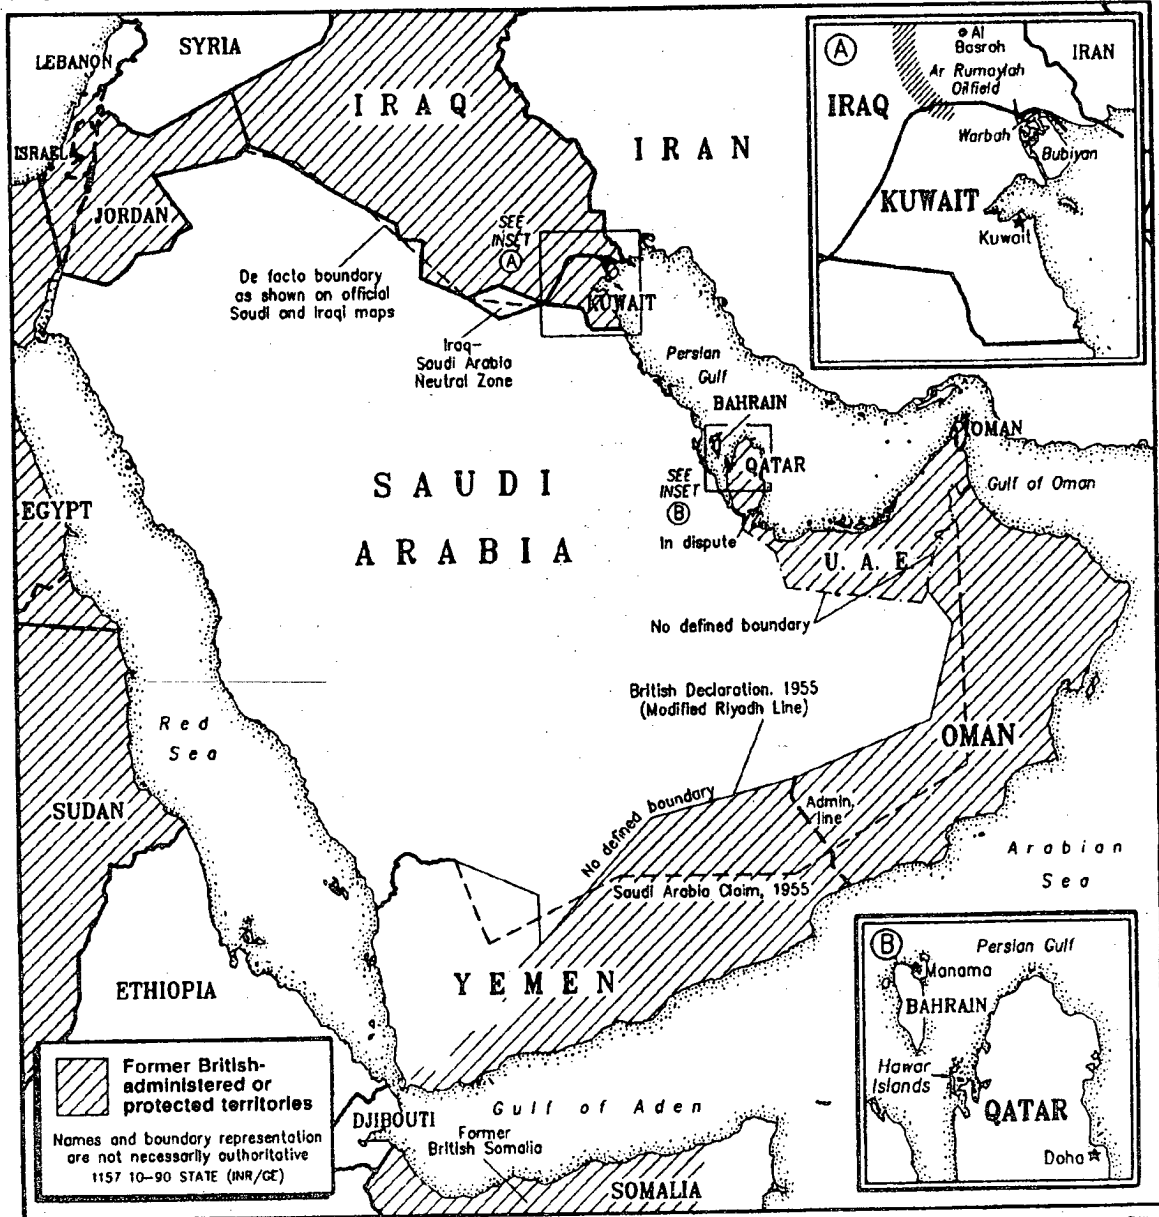 LEBANON
SYRIA
ISRAEL
JORDAN
I R A Q
I R A N
SEE
INSET
A
KUWAIT
De facto boundary
as shown on official
Saudi and Iraqi maps
Iraq–
Saudi Arabia
Neutral Zone
Persian
Gulf
BAHRAIN
QATAR
SEE
INSET
B
In dispute
OMAN
Gulf of Oman
U. A. E.
No defined boundary
EGYPT
S A U D I
A R A B I A
British Declaration, 1955
(Modified Riyadh Line)
OMAN
Red
Sea
SUDAN
No defined boundary
Admin.
line
Saudi Arabia Claim, 1955
Arabian
Sea
Y E M E N
ETHIOPIA
DJIBOUTI
Gulf of Aden
Former
British Somalia
SOMALIA
A
Al
Basrah
IRAN
Ar Rumaylah
Oilfield
IRAQ
Warbah
Bubiyan
KUWAIT
Kuwait
B
Persian Gulf
Manama
BAHRAIN
Hawar
Islands
QATAR
Doha
Former British-
administered or
protected territories
Names and boundary representation
are not necessarily authoritative
1157 10-90 STATE (INR/GE)